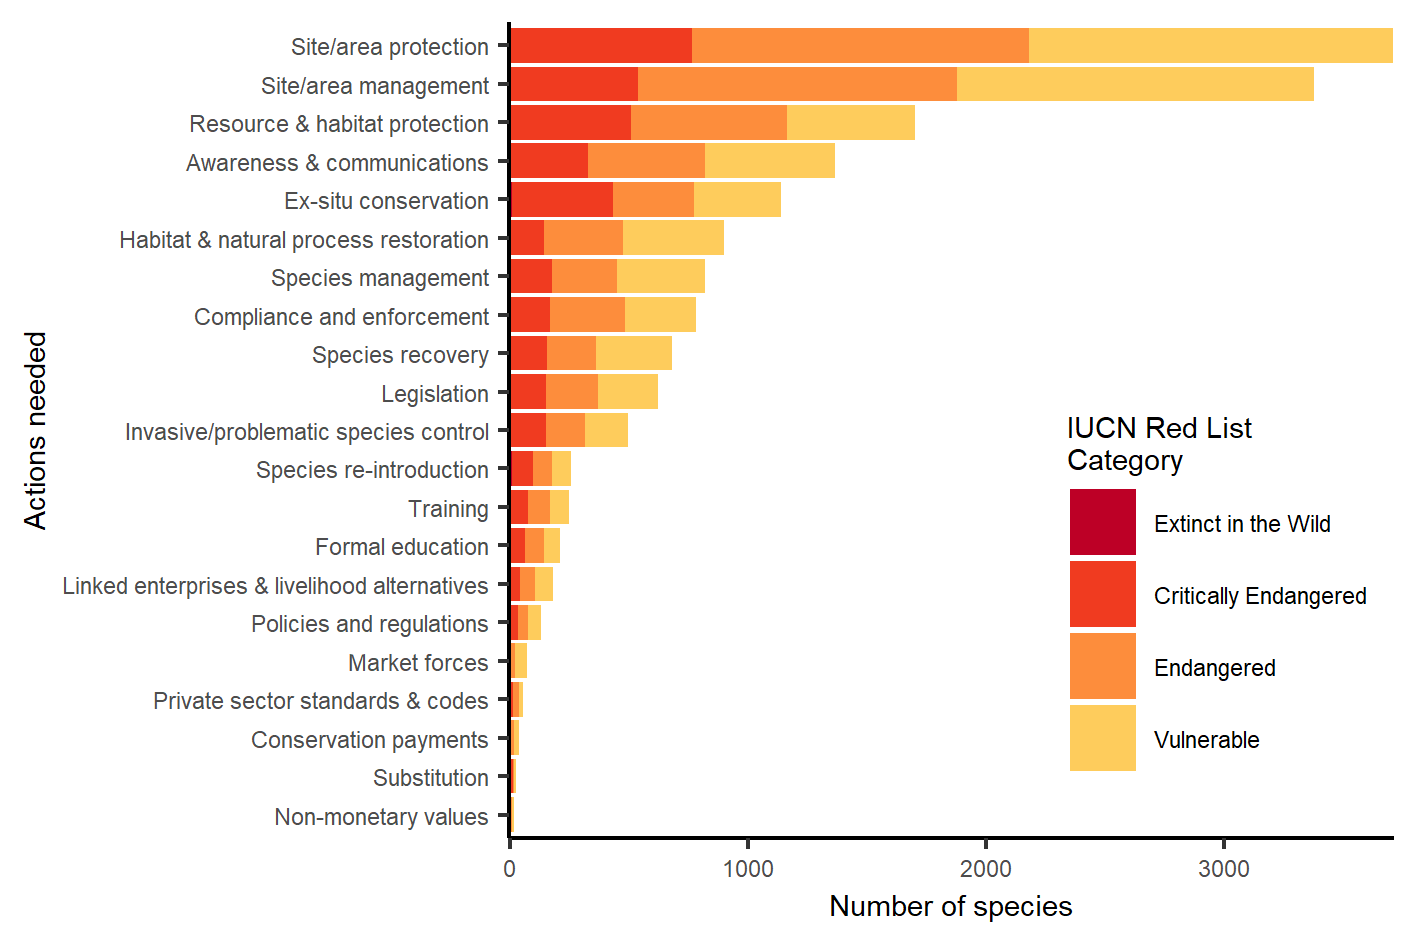 Site/area protection
Site/area management
Resource & habitat protection
Awareness & communications
Ex-situ conservation
Habitat & natural process restoration
Species management
Compliance and enforcement
Species recovery
Legislation
Invasive/problematic species control
Species re-introduction
Training
Formal education
Linked enterprises & livelihood alternatives
Policies and regulations
Market forces
Private sector standards & codes
Conservation payments
Substitution
Non-monetary values
Actions needed
0 1000 2000 3000
Number of species
IUCN Red List
Category
Extinct in the Wild
Critically Endangered
Endangered
Vulnerable